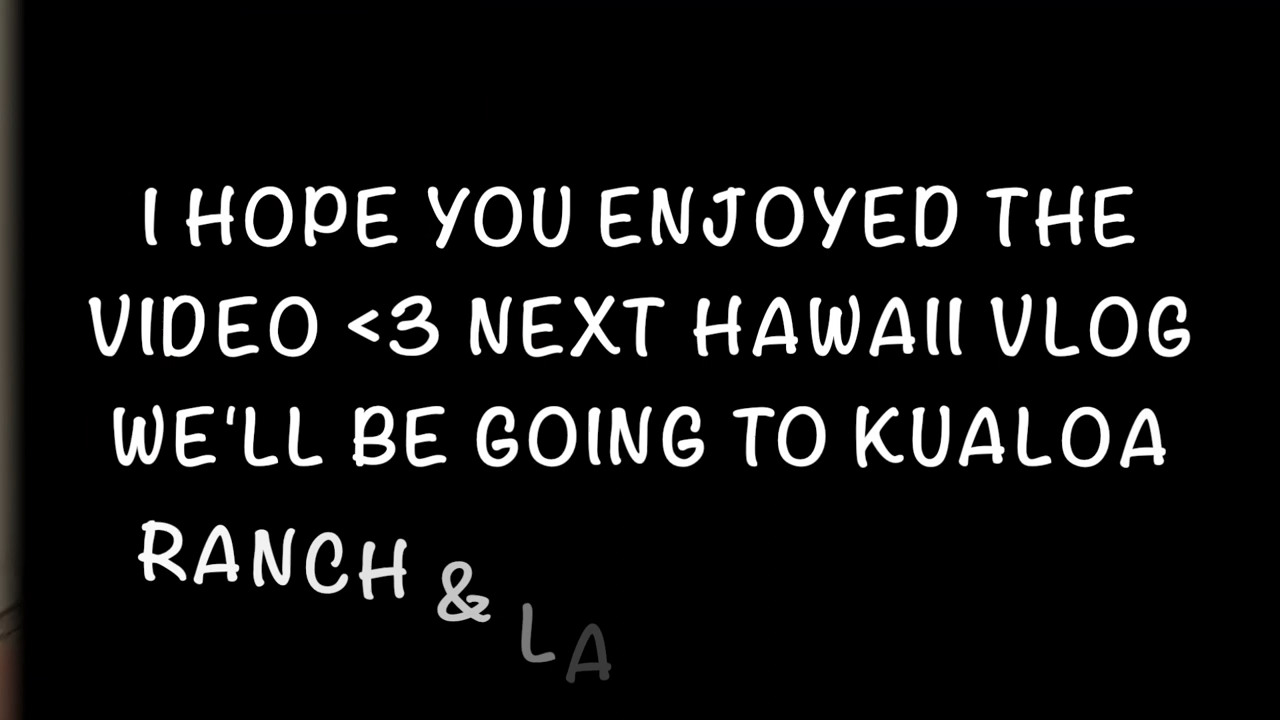 I HOPE YOU ENJOYED THE
VIDEO <3 NEXT HAWAII VLOG
WE'LL BE GOING TO KUALOA
RANCH & LA